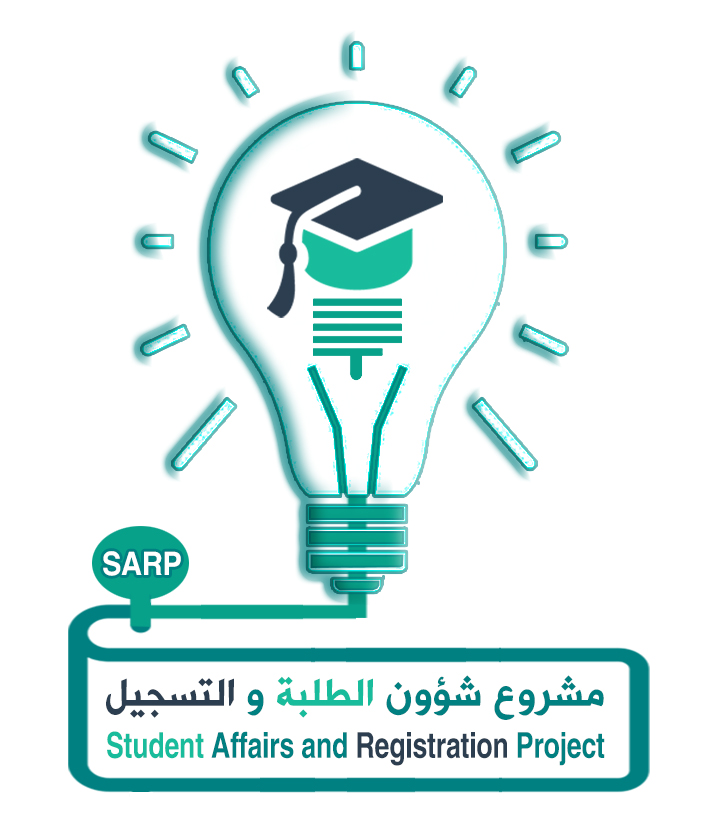 SARP
مشروع شؤون الطلبة و التسجيل
Student Affairs and Registration Project